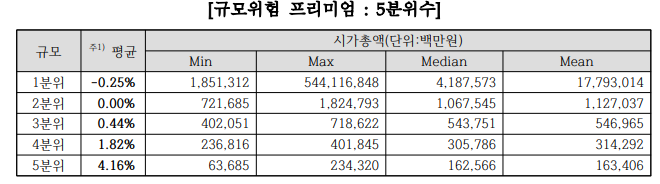 [규모위험 프리미엄 : 5분위수]
규모 주1) 평균 시가총액(단위:백만원)
Min Max Median Mean
1분위 -0.25% 1,851,312 544,116,848 4,187,573 17,793,014
2분위 0.00% 721,685 1,824,793 1,067,545 1,127,037
3분위 0.44% 402,051 718,622 543,751 546,965
4분위 1.82% 236,816 401,845 305,786 314,292
5분위 4.16% 63,685 234,320 162,566 163,406